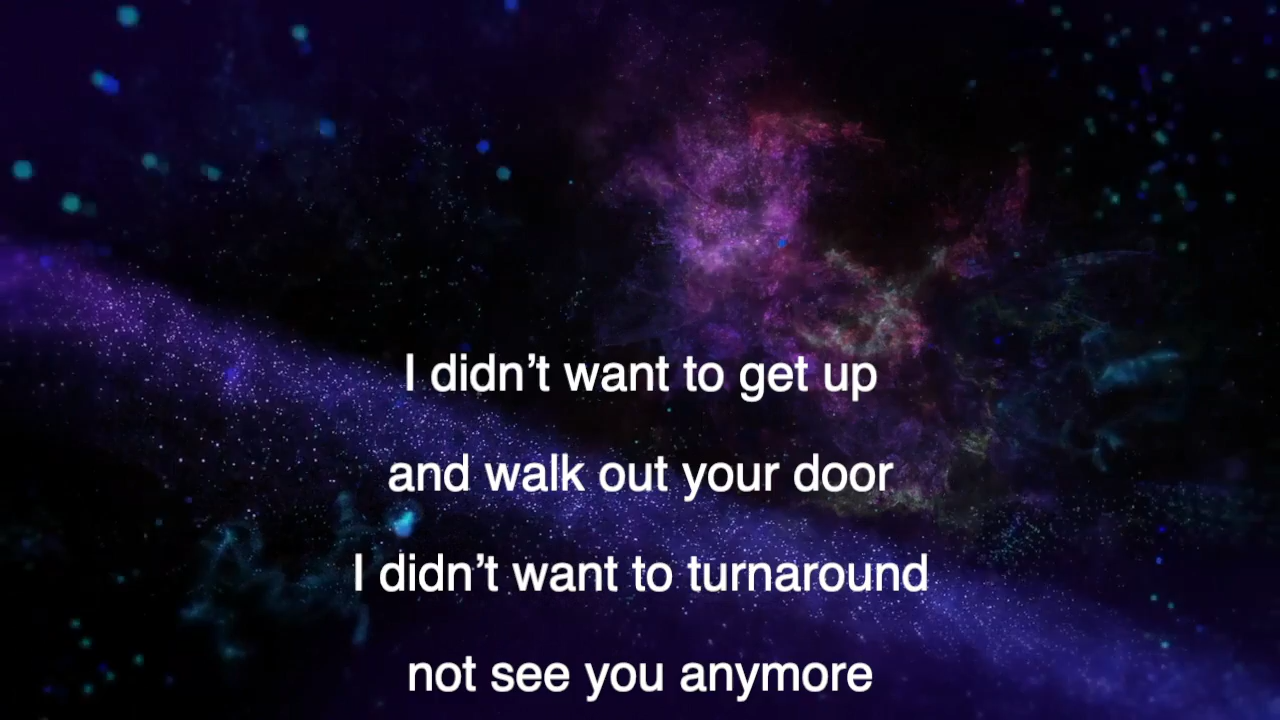 I didn’t want to get up
and walk out your door
I didn’t want to turnaround
not see you anymore